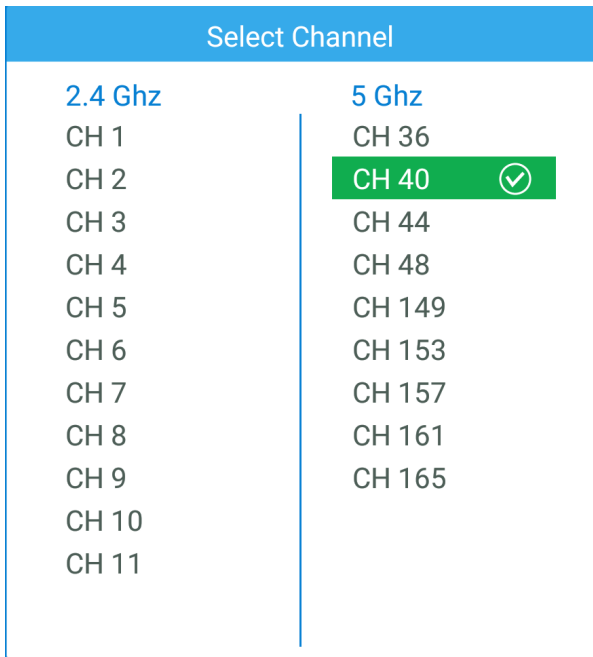 Select Channel
2.4 Ghz
CH 1
CH 2
CH 3
CH 4
CH 5
CH 6
CH 7
CH 8
CH 9
CH 10
CH 11
5 Ghz
CH 36
CH 40
CH 44
CH 48
CH 149
CH 153
CH 157
CH 161
CH 165